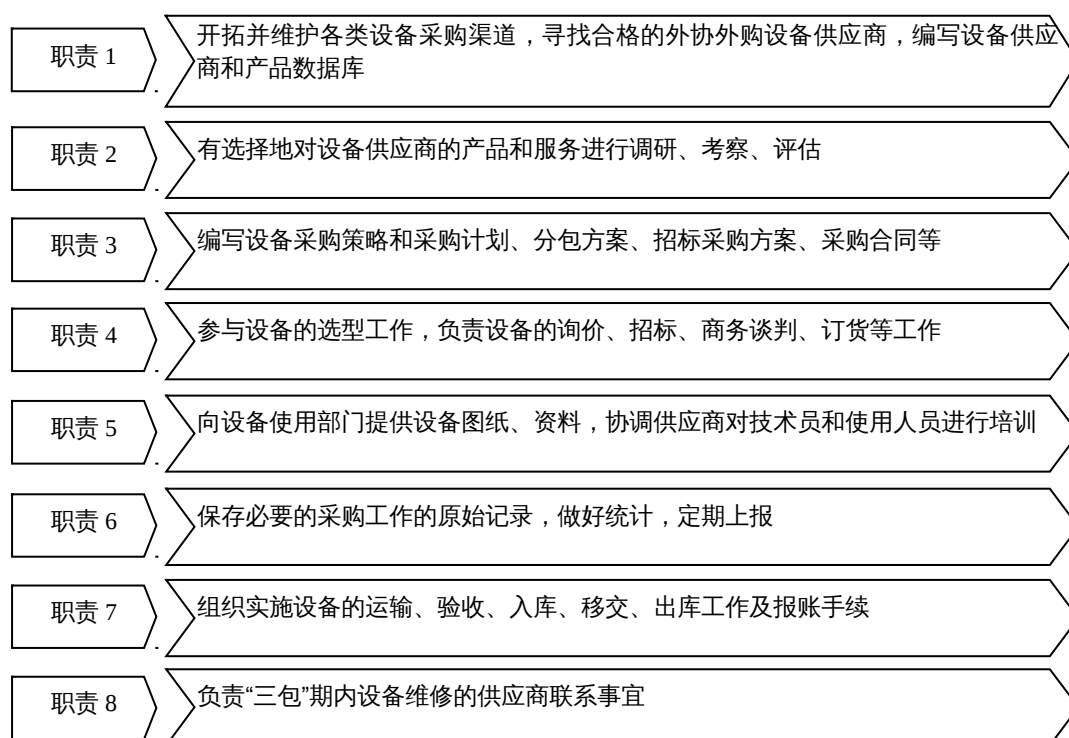 职责 1
开拓并维护各类设备采购渠道，寻找合格的外协外购设备供应商，编写设备供应
商和产品数据库
职责 2
有选择地对设备供应商的产品和服务进行调研、考察、评估
职责 3
编写设备采购策略和采购计划、分包方案、招标采购方案、采购合同等
职责 4
参与设备的选型工作，负责设备的询价、招标、商务谈判、订货等工作
职责 5
向设备使用部门提供设备图纸、资料，协调供应商对技术员和使用人员进行培训
职责 6
保存必要的采购工作的原始记录，做好统计，定期上报
职责 7
组织实施设备的运输、验收、入库、移交、出库工作及报账手续
职责 8
负责“三包”期内设备维修的供应商联系事宜